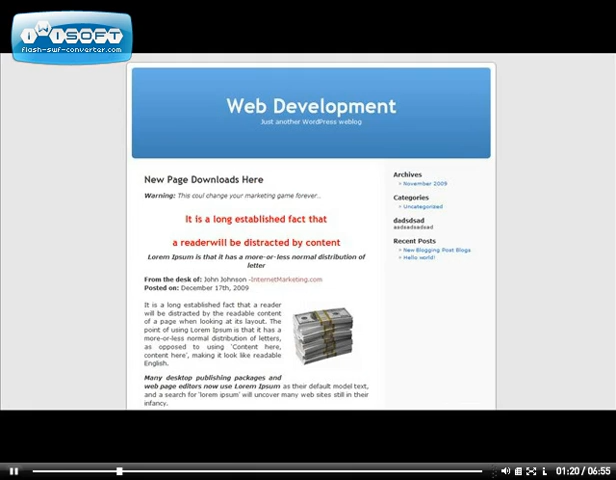 iWiSOFT
flash-swf-converter.com
Web Development
Just another WordPress weblog
New Page Downloads Here
Warning: This coul change your marketing game forever..
It is a long established fact that
a readerwill be distracted by content
Lorem Ipsum is that it has a more-or-less normal distribution of
letter
From the desk of: John Johnson -InternetMarketing.com
Posted on: December 17th, 2009
It is a long established fact that a reader
will be distracted by the readable content
of a page when looking at its layout. The
point of using Lorem Ipsum is that it has a
more-or-less normal distribution of letters,
as opposed to using 'Content here,
content here', making it look like readable
English.
Many desktop publishing packages and
web page editors now use Lorem Ipsum as their default model text,
and a search for 'lorem ipsum' will uncover many web sites still in their
infancy.
Archives
» November 2009
Categories
» Uncategorized
dadsdsad
asdsadsadsad
Recent Posts
» New Blogging Post Blogs
» Hello world!
01:20 / 06:55